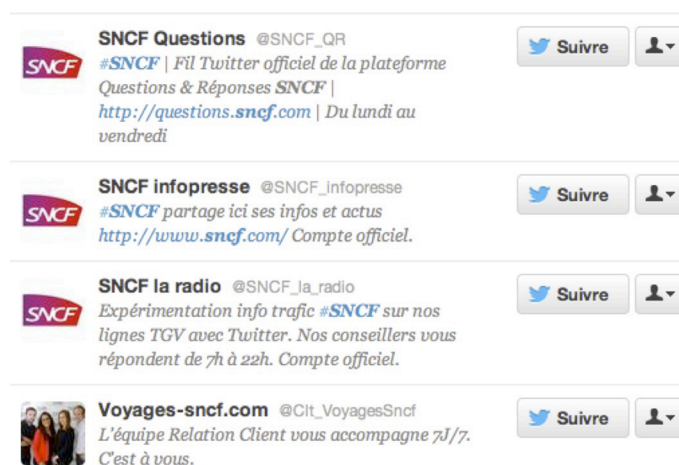 SNCF Questions @SNCF_QR
Suivre
SNCF
#SNCF | Fil Twitter officiel de la plateforme
Questions & Réponses SNCF |
http://questions.sncf.com | Du lundi au
vendredi
SNCF infopresse @SNCF_infopresse
Suivre
SNCF
#SNCF partage ici ses infos et actus
http://www.sncf.com/ Compte officiel.
SNCF la radio @SNCF_la_radio
Suivre
SNCF
Expérimentation info trafic #SNCF sur nos
lignes TGV avec Twitter. Nos conseillers vous
répondent de 7h à 22h. Compte officiel.
Voyages-sncf.com @Clt_VoyagesSncf
Suivre
L'équipe Relation Client vous accompagne 7J/7.
C'est à vous.